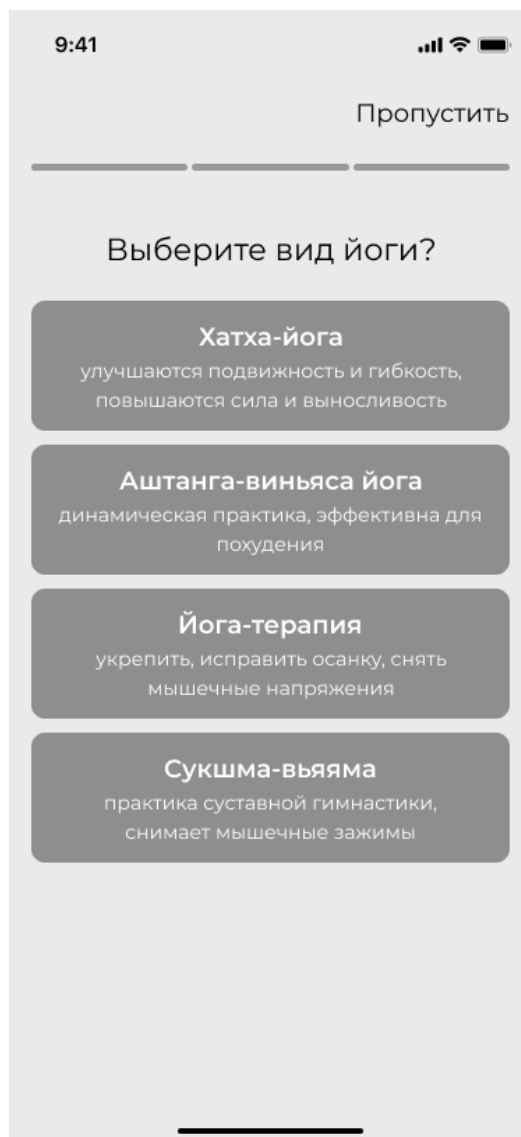 9:41
Пропустить
Выберите вид йоги?
Хатха-йога
улучшаются подвижность и гибкость,
повышаются сила и выносливость
Аштанга-виньяса йога
динамическая практика, эффективна для
похудения
Йога-терапия
укрепить, исправить осанку, снять
мышечные напряжения
Сукшма-вьяяма
практика суставной гимнастики,
снимает мышечные зажимы